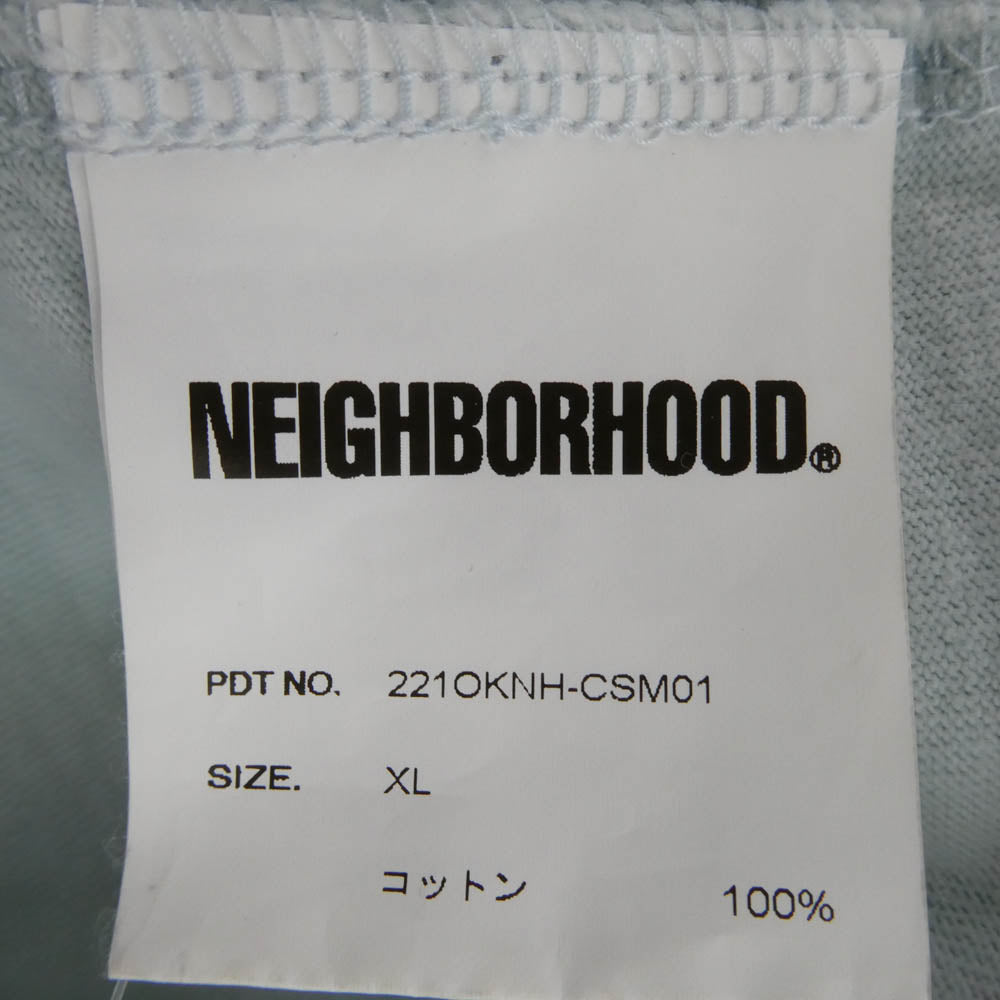 NEIGHBORHOOD®
PDT NO. 221OKNH-CSM01
SIZE. XL
コットン 100%